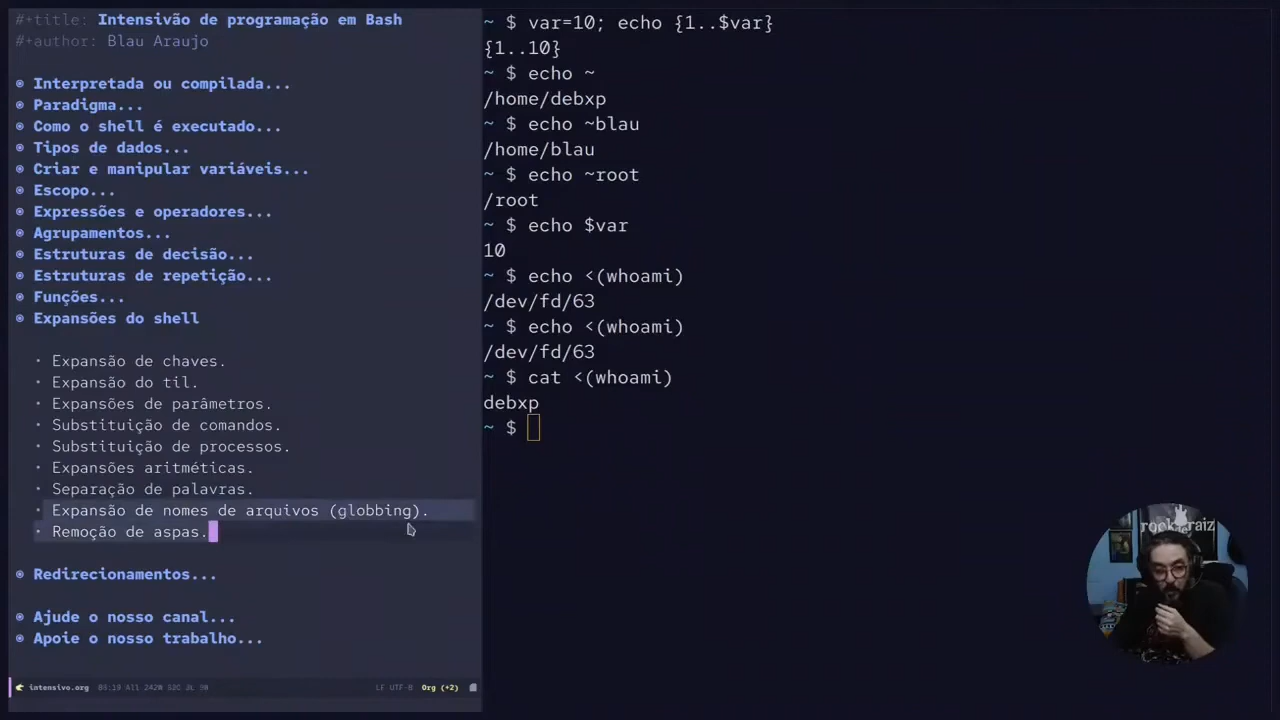 #+title: Intensivão de programação em Bash
#+author: Blau Araujo
Interpretada ou compilada...
Paradigma...
Como o shell é executado...
Tipos de dados...
Criar e manipular variáveis...
Escopo...
Expressões e operadores...
Agrupamentos...
Estruturas de decisão...
Estruturas de repetição...
Funções...
Expansões do shell
· Expansão de chaves.
· Expansão do til.
· Expansões de parâmetros.
· Substituição de comandos.
· Substituição de processos.
· Expansões aritméticas.
· Separação de palavras.
· Expansão de nomes de arquivos (globbing).
· Remoção de aspas.
Redirecionamentos...
Ajude o nosso canal...
Apoie o nosso trabalho...
intensivo.org
LF UTF-8 Org (+2)
~ $ var=10; echo {1..$var}
{1..10}
~ $ echo ~
/home/debxp
~ $ echo ~blau
/home/blau
~ $ echo ~root
/root
~ $ echo $var
10
~ $ echo <(whoami)
/dev/fd/63
~ $ echo <(whoami)
/dev/fd/63
~ $ cat <(whoami)
debxp
~ $